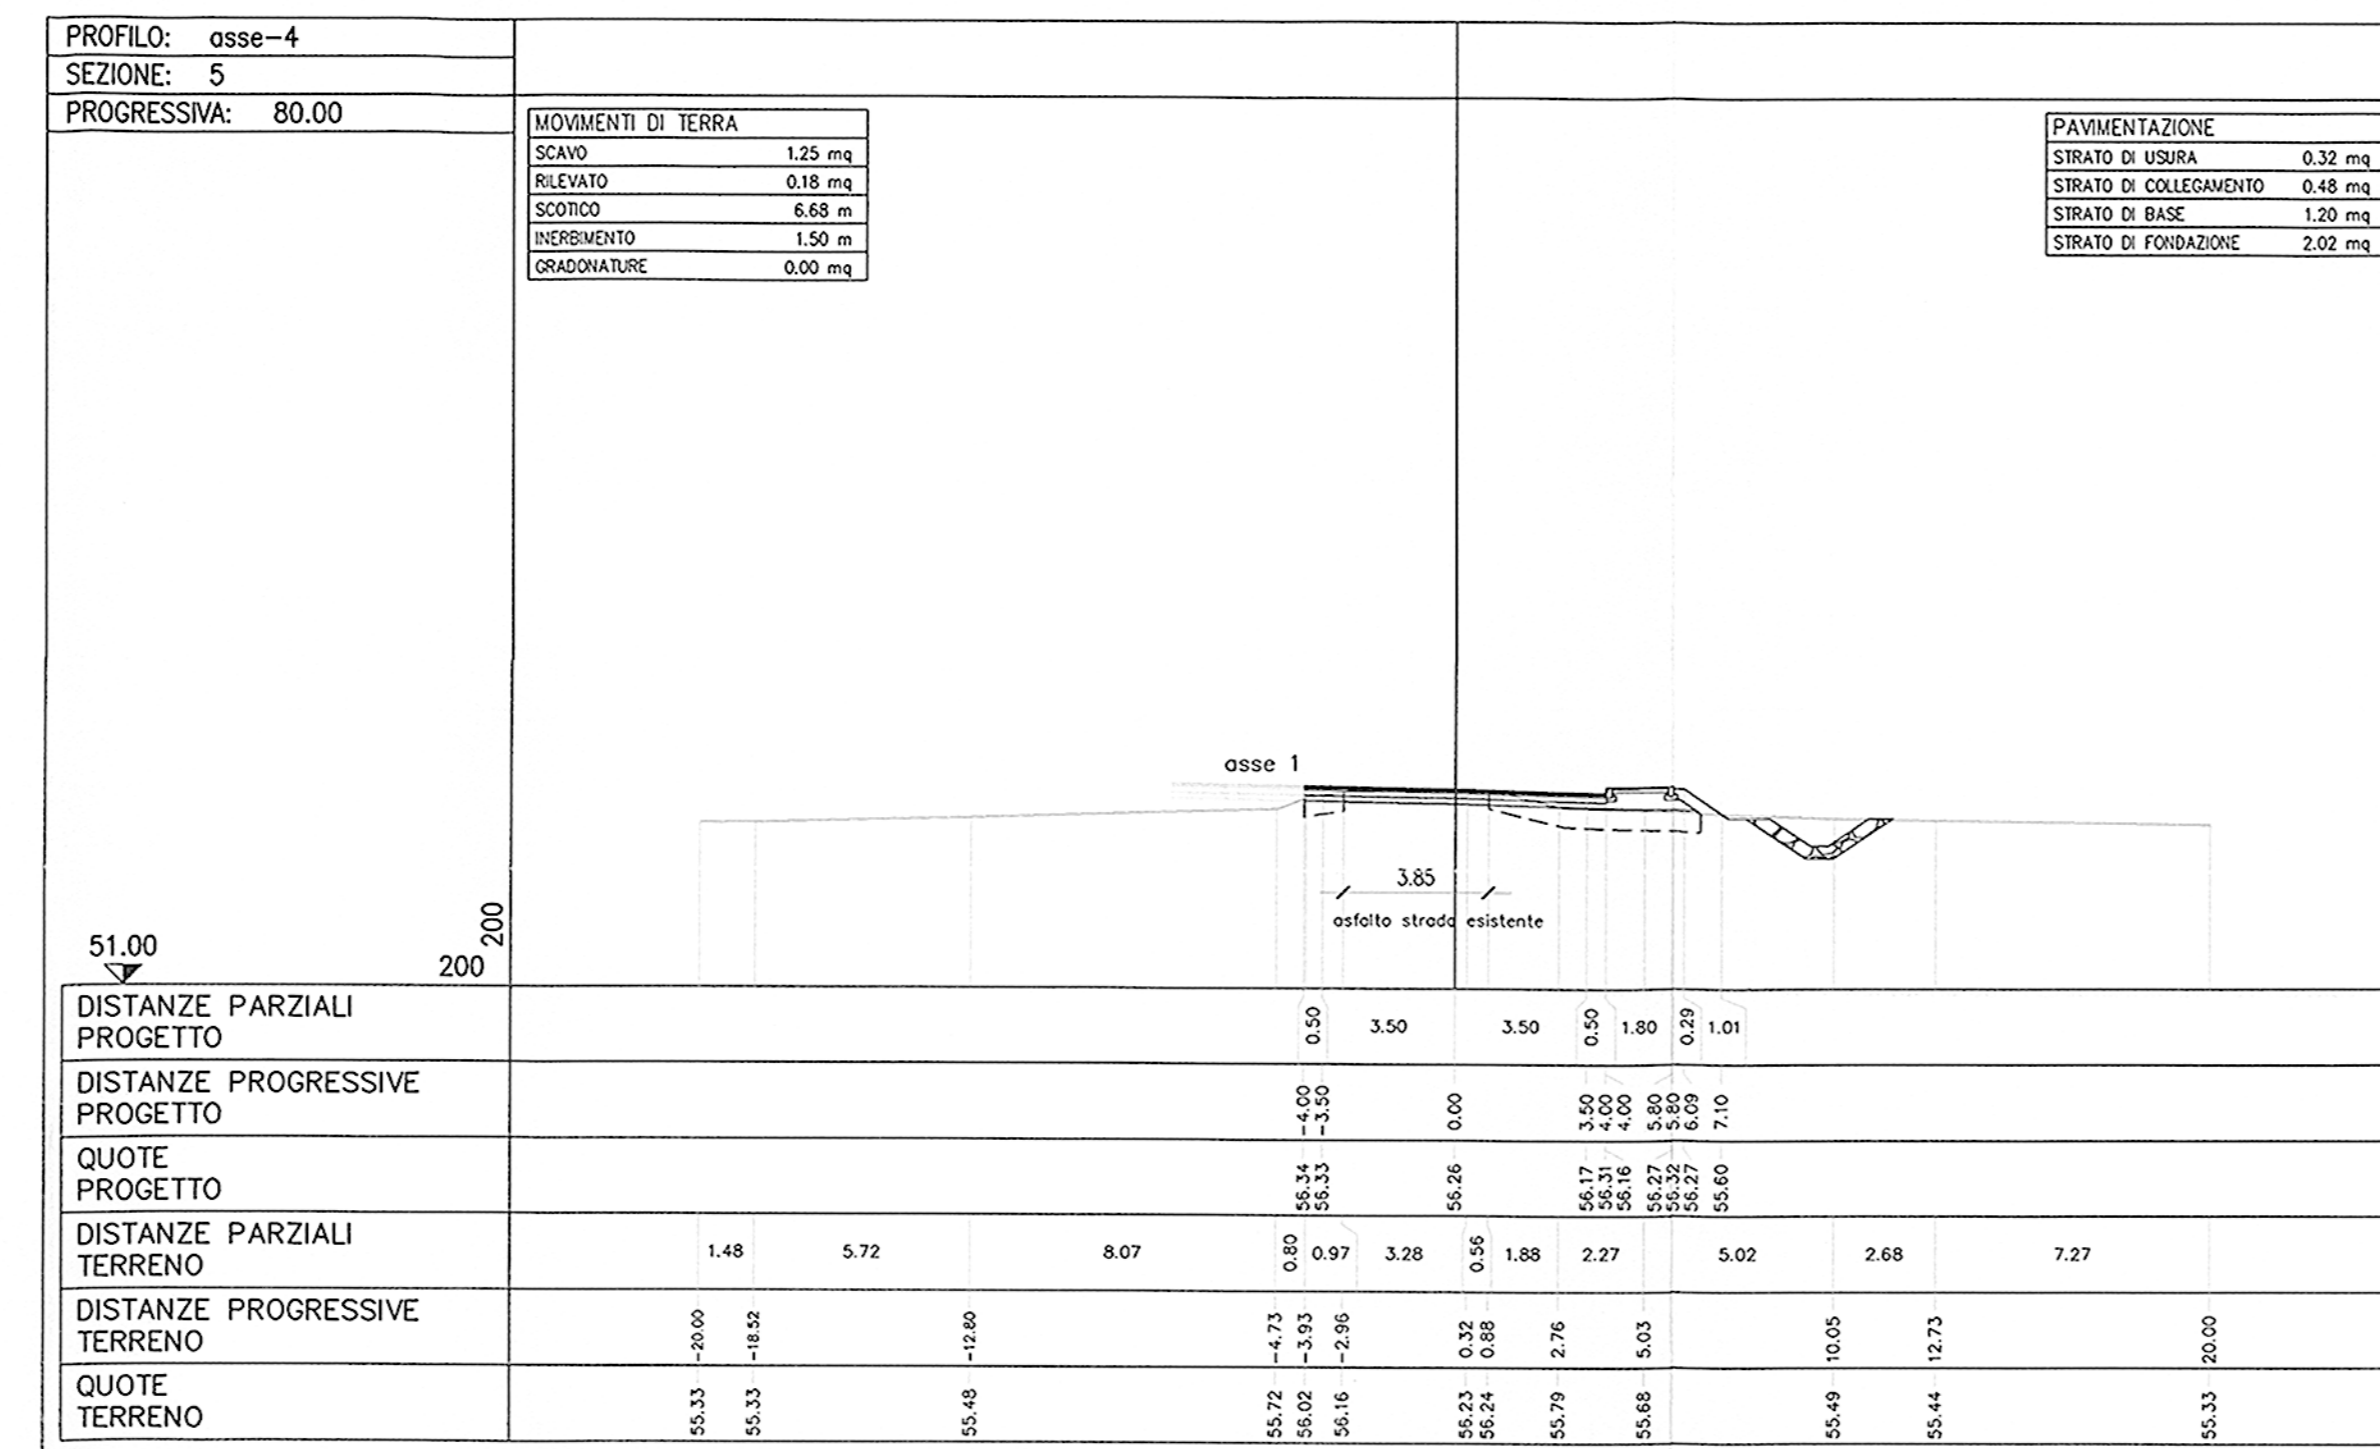 PROFILO: asse-4
SEZIONE: 5
PROGRESSIVA: 80.00
MOVIMENTI DI TERRA
SCAVO 1.25 mq
RILEVATO 0.18 mq
SCOTICO 6.68 m
INERBIMENTO 1.50 m
GRADONATURE 0.00 mq
PAVIMENTAZIONE
STRATO DI USURA 0.32 mq
STRATO DI COLLEGAMENTO 0.48 mq
STRATO DI BASE 1.20 mq
STRATO DI FONDAZIONE 2.02 mq
asse 1
3.85
asfalto strada esistente
51.00
200
200
DISTANZE PARZIALI
PROGETTO
0.50 3.50 3.50 0.50 1.80 0.29 1.01
DISTANZE PROGRESSIVE
PROGETTO
-4.00 -3.50 0.00 3.50 4.00 4.00 5.80 5.80 6.09 7.10
QUOTE
PROGETTO
56.34 56.33 56.26 56.17 56.31 56.16 56.27 56.32 56.27 55.60
DISTANZE PARZIALI
TERRENO
1.48 5.72 8.07 0.80 0.97 3.28 0.56 1.88 2.27 5.02 2.68 7.27
DISTANZE PROGRESSIVE
TERRENO
-20.00 -18.52 -12.80 -4.73 -3.93 -2.96 0.32 0.88 2.76 5.03 10.05 12.73 20.00
QUOTE
TERRENO
55.33 55.33 55.48 55.72 56.02 56.16 56.23 56.24 55.79 55.68 55.49 55.44 55.33